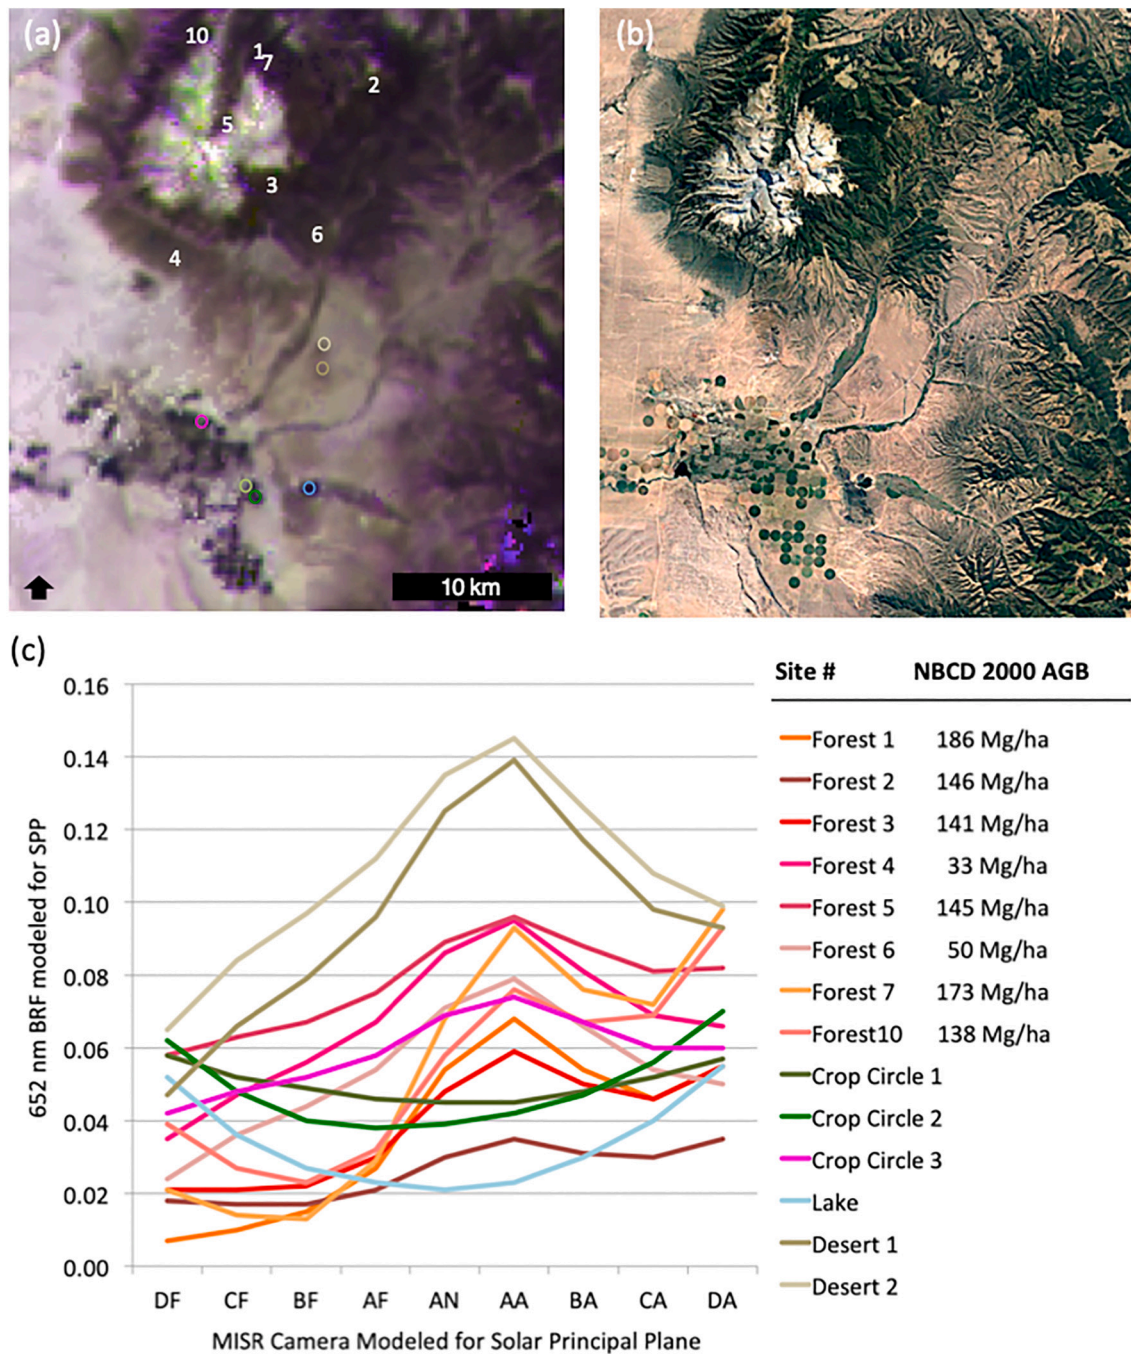 (a)
10
1
7
2
5
3
6
4
10 km
(b)
(c)
0.16
0.14
0.12
0.10
0.08
0.06
0.04
0.02
0.00
652 nm BRF modeled for SPP
DF CF BF AF AN AA BA CA DA
MISR Camera Modeled for Solar Principal Plane
Site # NBCD 2000 AGB
Forest 1 186 Mg/ha
Forest 2 146 Mg/ha
Forest 3 141 Mg/ha
Forest 4 33 Mg/ha
Forest 5 145 Mg/ha
Forest 6 50 Mg/ha
Forest 7 173 Mg/ha
Forest10 138 Mg/ha
Crop Circle 1
Crop Circle 2
Crop Circle 3
Lake
Desert 1
Desert 2